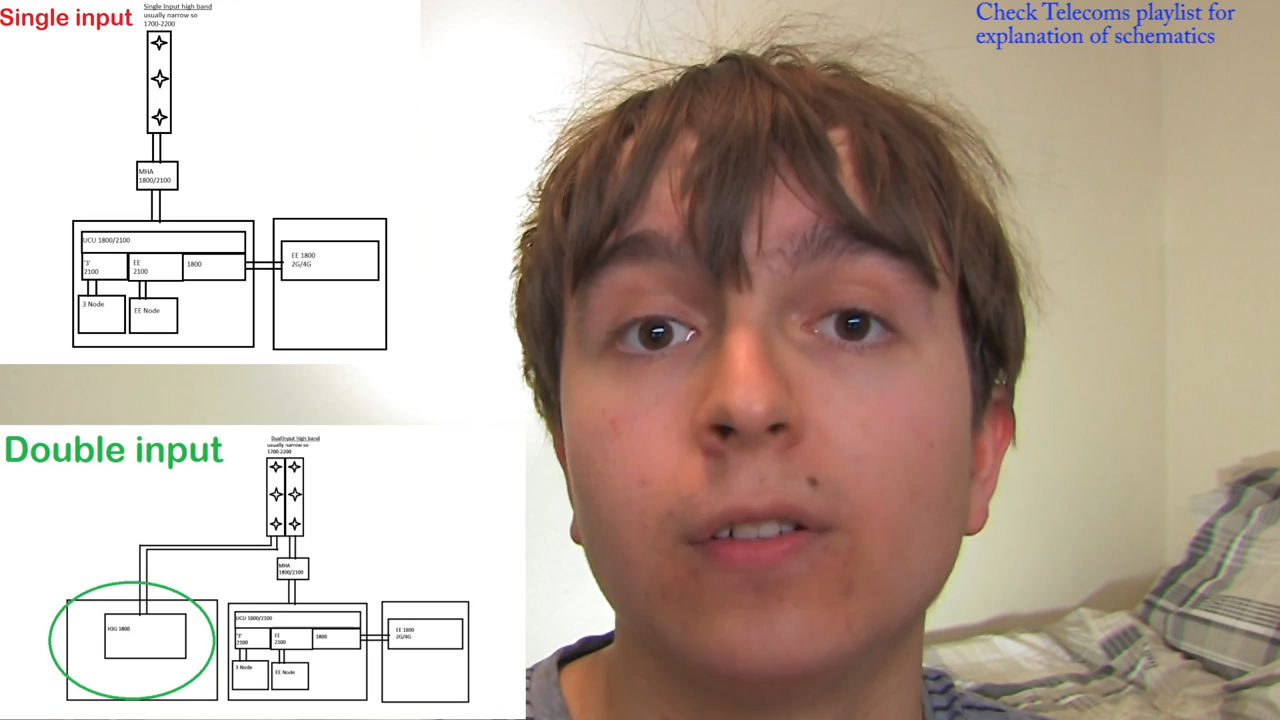 Single input
Single Input high band
usually narrow so
1700-2200
MHA
1800/2100
UCU 1800/2100
'3'
2100
EE
2100
1800
EE 1800
2G/4G
3 Node
EE Node
Check Telecoms playlist for
explanation of schematics
Double input
Dual Input high band
usually narrow so
1700-2200
MHA
1800/2100
H3G 1800
UCU 1800/2100
'3'
2100
EE
2100
1800
EE 1800
2G/4G
3 Node
EE Node